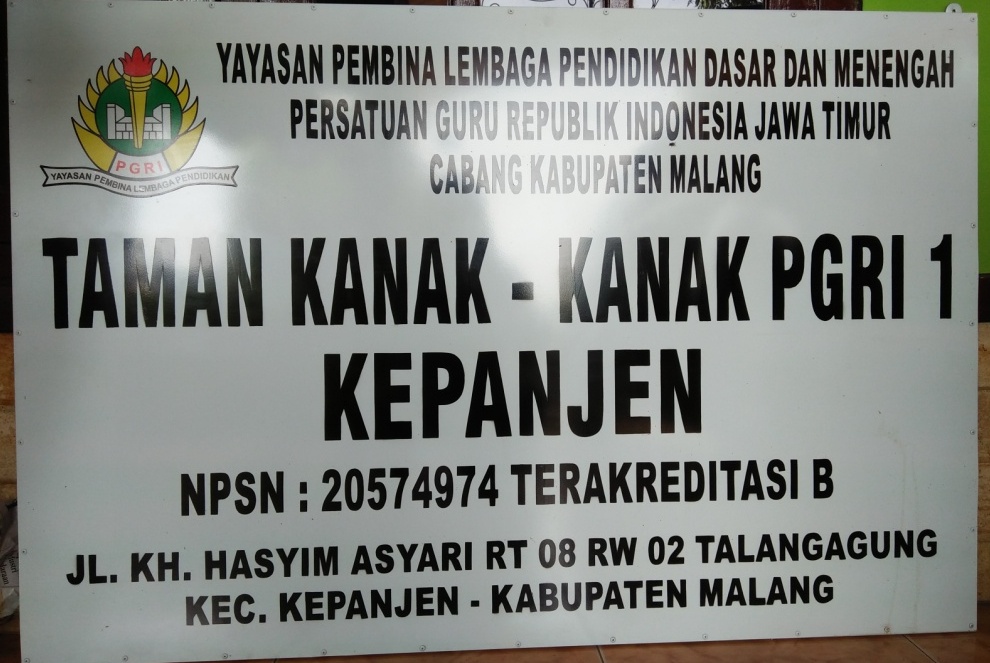 YAYASAN PEMBINA LEMBAGA PENDIDIKAN DASAR DAN MENENGAH
PERSATUAN GURU REPUBLIK INDONESIA JAWA TIMUR
CABANG KABUPATEN MALANG
PGRI
YAYASAN PEMBINA LEMBAGA PENDIDIKAN
TAMAN KANAK - KANAK PGRI 1
KEPANJEN
NPSN : 20574974 TERAKREDITASI B
JL. KH. HASYIM ASYARI RT 08 RW 02 TALANGAGUNG
KEC. KEPANJEN - KABUPATEN MALANG